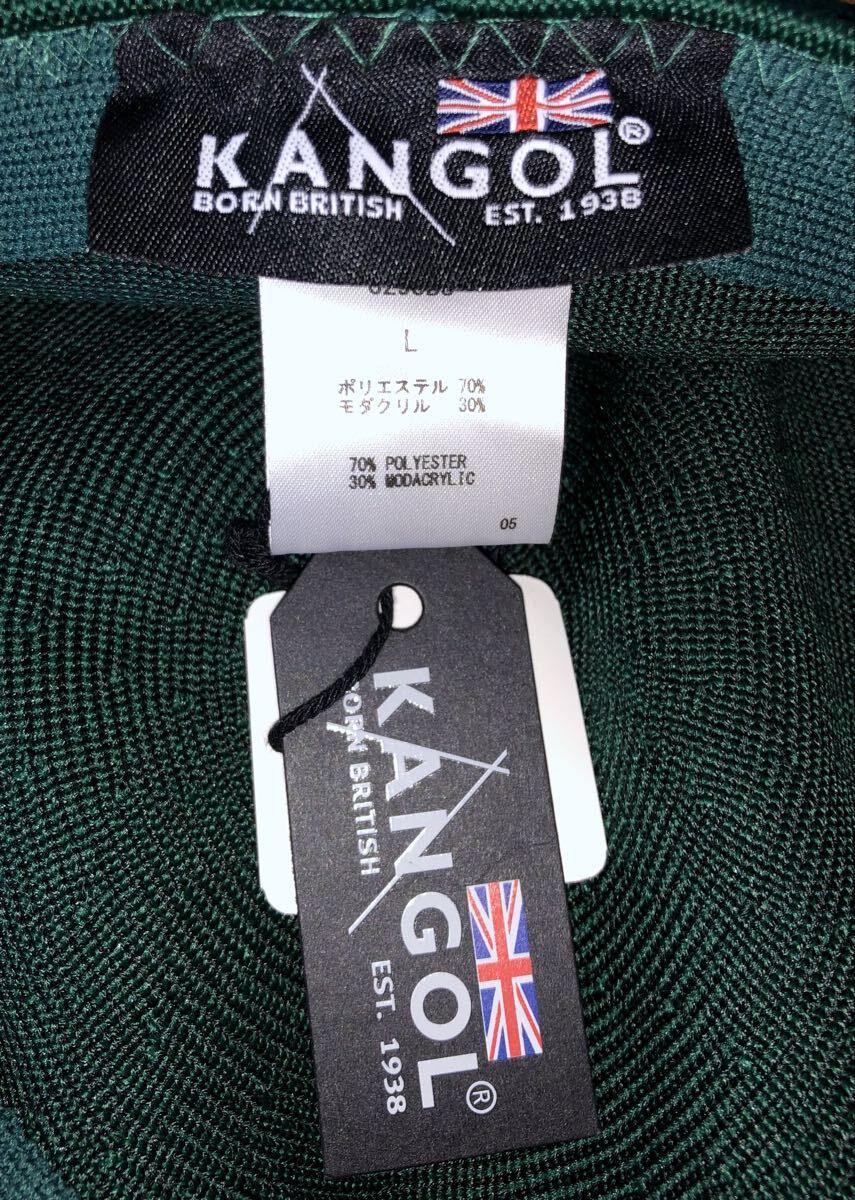 KANGOL®
BORN BRITISH EST. 1938
L
ポリエステル 70%
モダクリル 30%
70% POLYESTER
30% MODACRYLIC
05
KANGOL®
BORN BRITISH EST. 1938